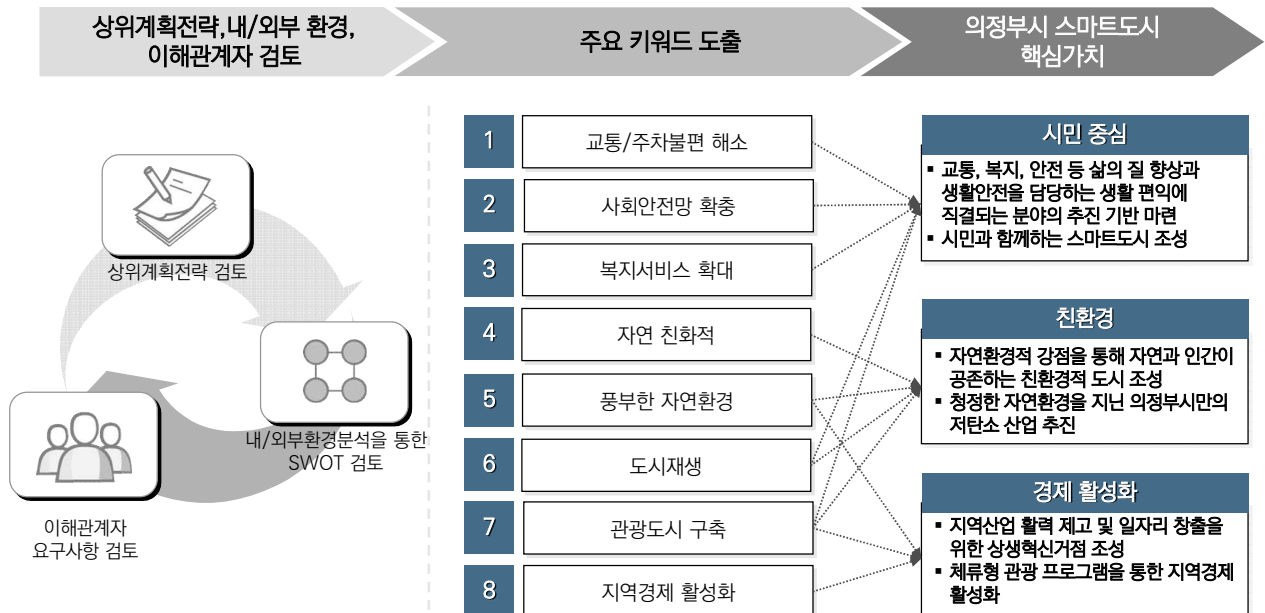 상위계획전략,내/외부 환경,
이해관계자 검토
주요 키워드 도출
의정부시 스마트도시
핵심가치
상위계획전략 검토
내/외부환경분석을 통한
SWOT 검토
이해관계자
요구사항 검토
1
교통/주차불편 해소
2
사회안전망 확충
3
복지서비스 확대
4
자연 친화적
5
풍부한 자연환경
6
도시재생
7
관광도시 구축
8
지역경제 활성화
시민 중심
▪ 교통, 복지, 안전 등 삶의 질 향상과
생활안전을 담당하는 생활 편익에
직결되는 분야의 추진 기반 마련
▪ 시민과 함께하는 스마트도시 조성
친환경
▪ 자연환경적 강점을 통해 자연과 인간이
공존하는 친환경적 도시 조성
▪ 청정한 자연환경을 지닌 의정부시만의
저탄소 산업 추진
경제 활성화
▪ 지역산업 활력 제고 및 일자리 창출을
위한 상생혁신거점 조성
▪ 체류형 관광 프로그램을 통한 지역경제
활성화